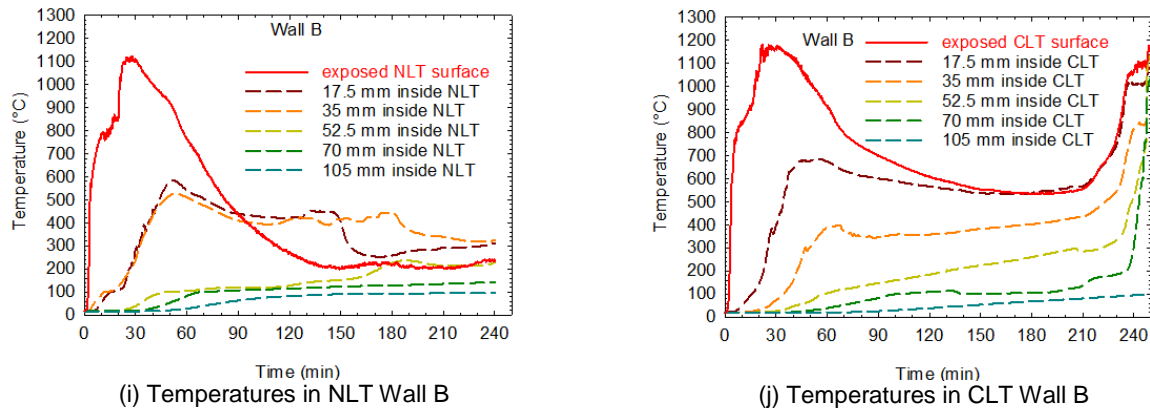 1300
1200
1100
1000
900
800
700
600
500
400
300
200
100
0
Temperature (°C)
Wall B
exposed NLT surface
17.5 mm inside NLT
35 mm inside NLT
52.5 mm inside NLT
70 mm inside NLT
105 mm inside NLT
0 30 60 90 120 150 180 210 240
Time (min)
(i) Temperatures in NLT Wall B
1300
1200
1100
1000
900
800
700
600
500
400
300
200
100
0
Temperature (°C)
Wall B
exposed CLT surface
17.5 mm inside CLT
35 mm inside CLT
52.5 mm inside CLT
70 mm inside CLT
105 mm inside CLT
0 30 60 90 120 150 180 210 240
Time (min)
(j) Temperatures in CLT Wall B